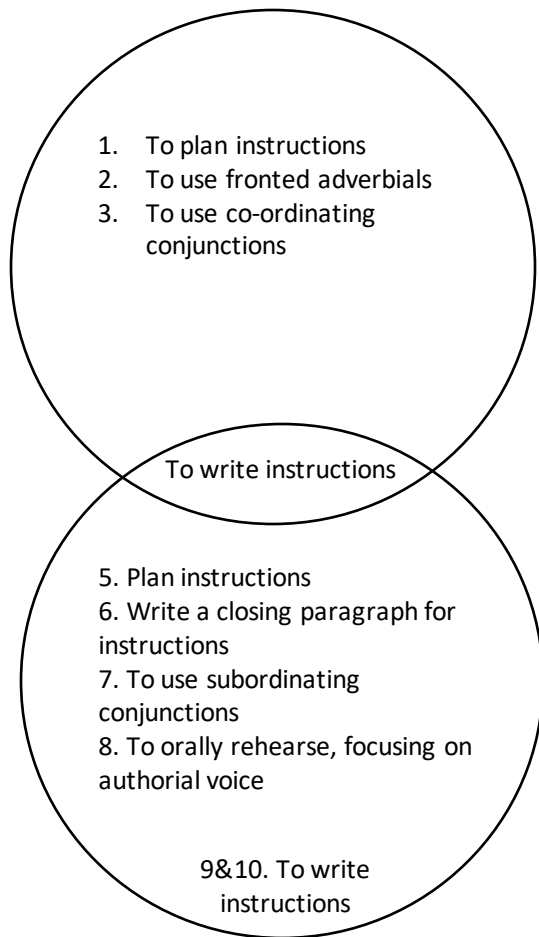 1. To plan instructions
2. To use fronted adverbials
3. To use co-ordinating
conjunctions
To write instructions
5. Plan instructions
6. Write a closing paragraph for
instructions
7. To use subordinating
conjunctions
8. To orally rehearse, focusing on
authorial voice
9&10. To write
instructions